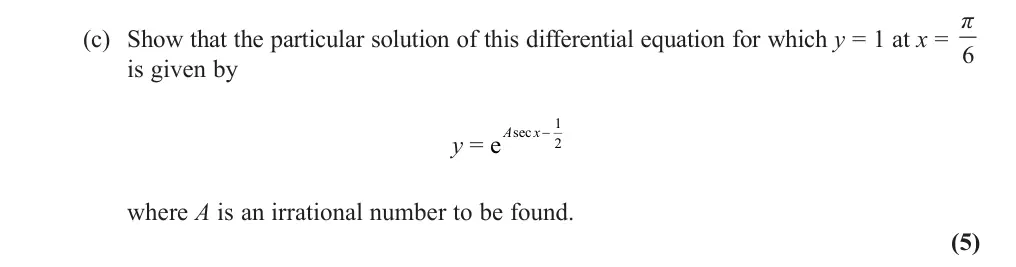 (c) Show that the particular solution of this differential equation for which y = 1 at x = π/6
is given by
y = e^(A sec x − 1/2)
where A is an irrational number to be found.
(5)